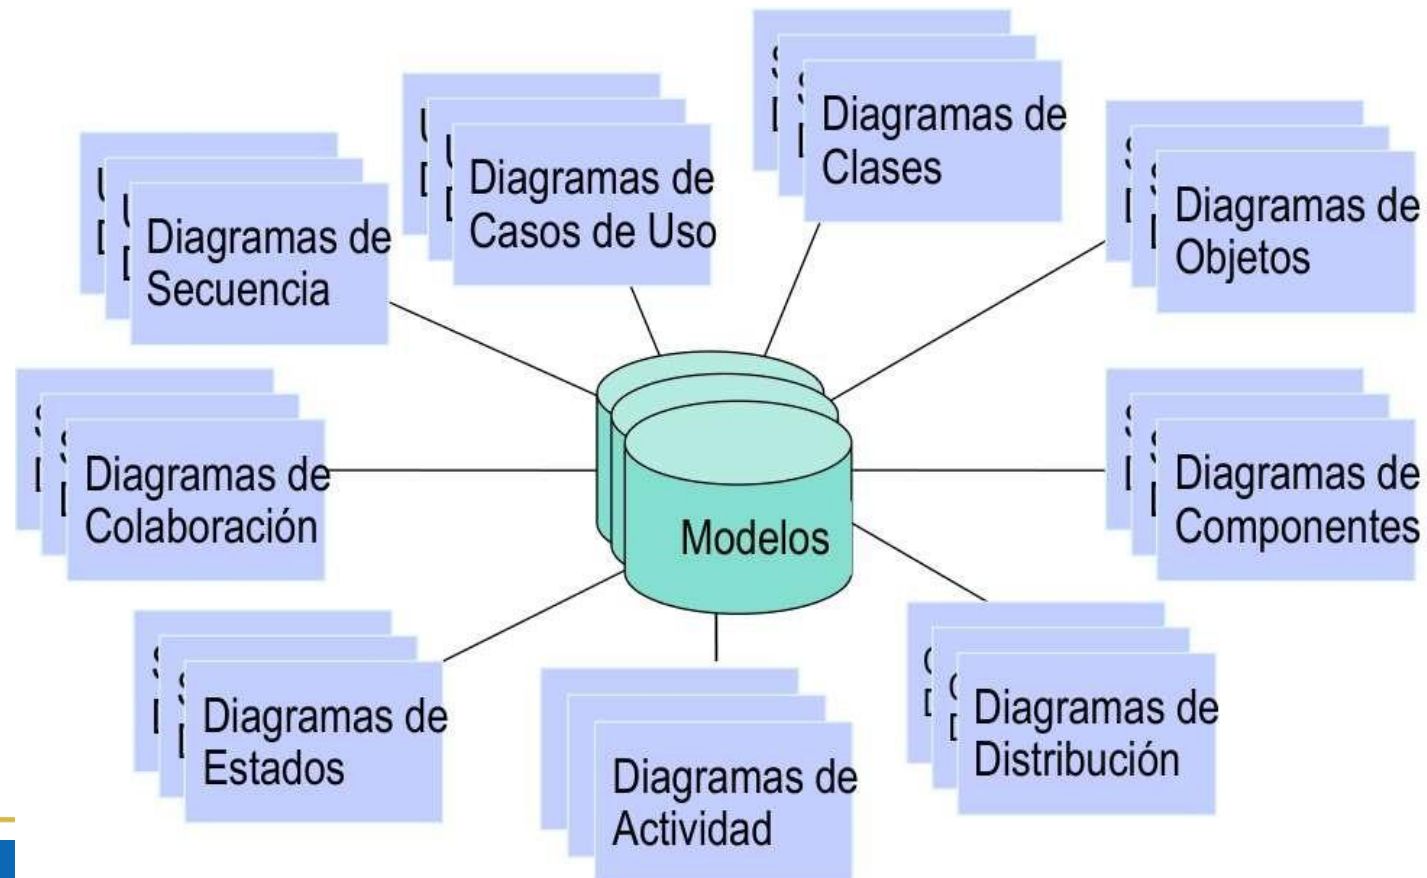 Diagramas de
Clases
Diagramas de
Casos de Uso
Diagramas de
Objetos
Diagramas de
Secuencia
Diagramas de
Colaboración
Modelos
Diagramas de
Componentes
Diagramas de
Estados
Diagramas de
Actividad
Diagramas de
Distribución